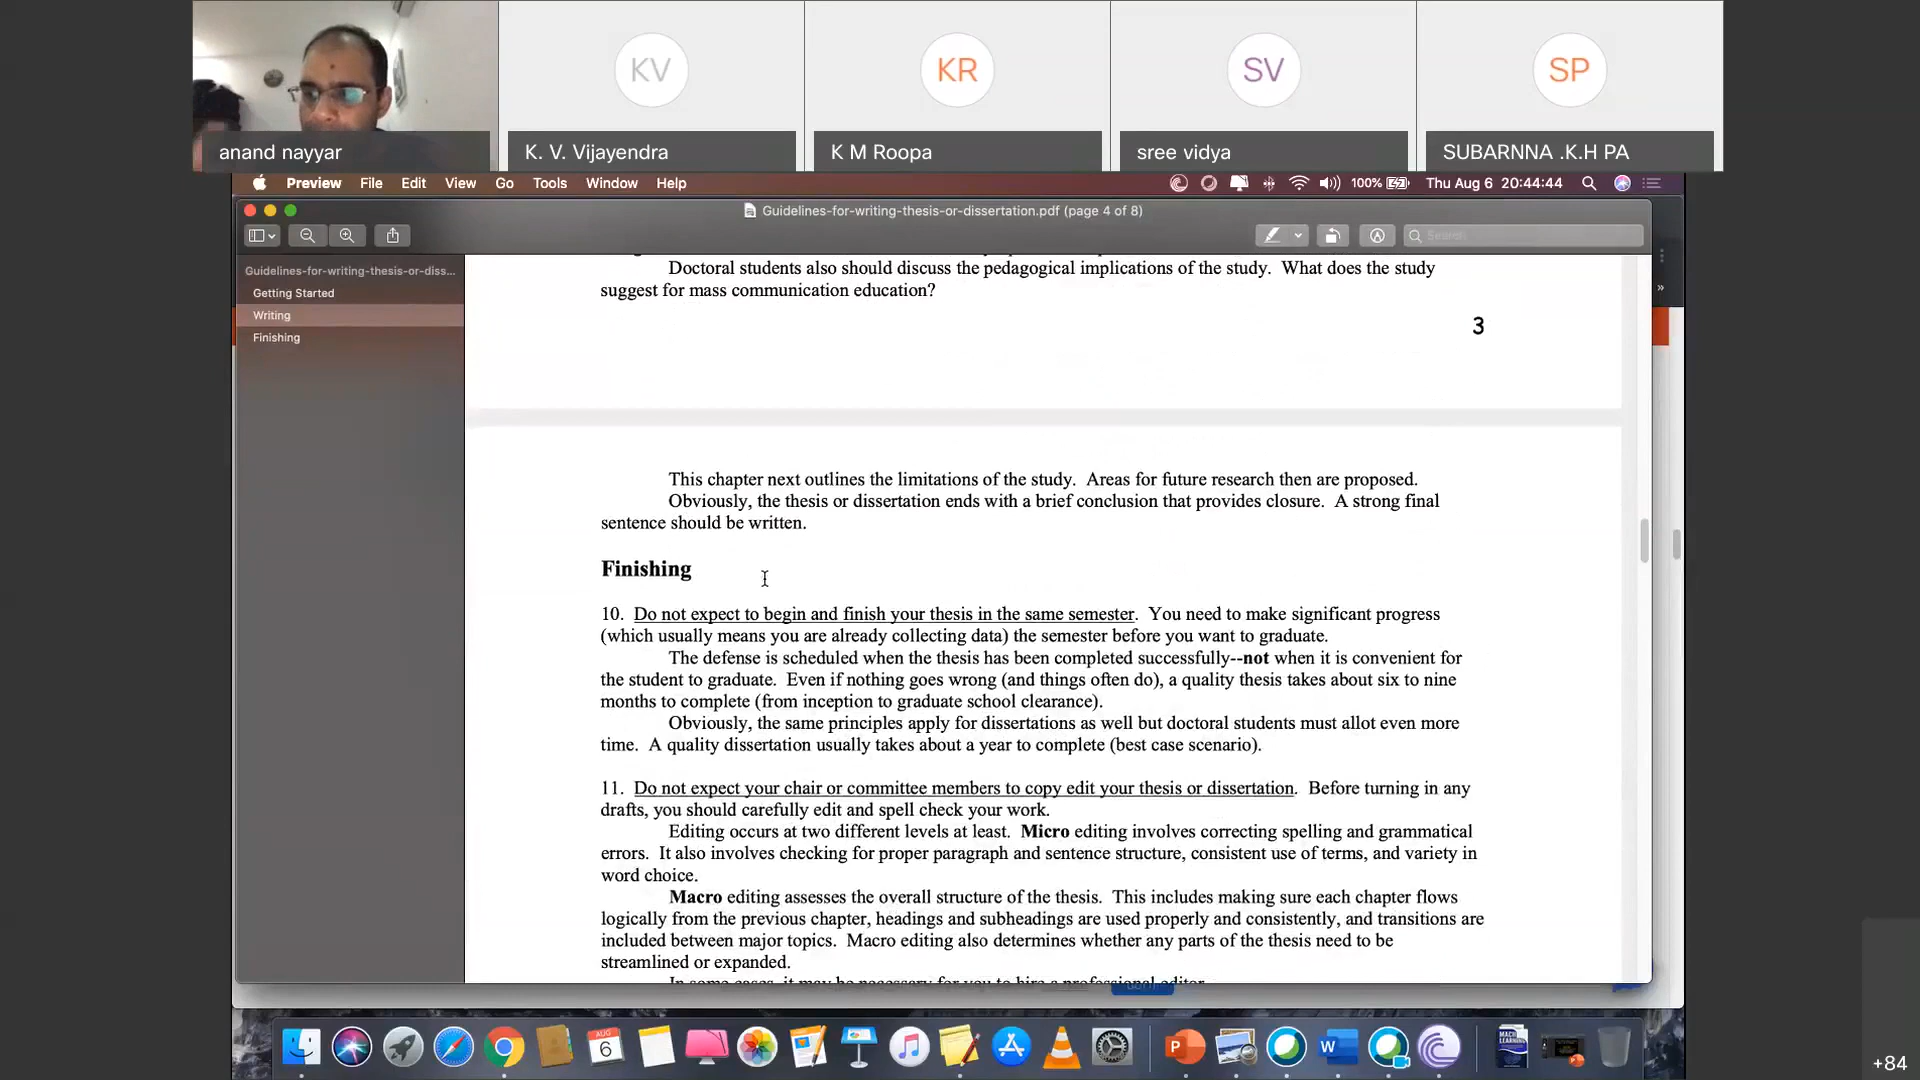 KV
KR
SV
SP
anand nayyar
K. V. Vijayendra
K M Roopa
sree vidya
SUBARNNA .K.H PA
Preview File Edit View Go Tools Window Help
100% Thu Aug 6 20:44:44
Guidelines-for-writing-thesis-or-dissertation.pdf (page 4 of 8)
Search
Guidelines-for-writing-thesis-or-diss...
Getting Started
Writing
Finishing
Doctoral students also should discuss the pedagogical implications of the study. What does the study
suggest for mass communication education?
3
This chapter next outlines the limitations of the study. Areas for future research then are proposed.
Obviously, the thesis or dissertation ends with a brief conclusion that provides closure. A strong final
sentence should be written.
Finishing
10. Do not expect to begin and finish your thesis in the same semester. You need to make significant progress
(which usually means you are already collecting data) the semester before you want to graduate.
The defense is scheduled when the thesis has been completed successfully--not when it is convenient for
the student to graduate. Even if nothing goes wrong (and things often do), a quality thesis takes about six to nine
months to complete (from inception to graduate school clearance).
Obviously, the same principles apply for dissertations as well but doctoral students must allot even more
time. A quality dissertation usually takes about a year to complete (best case scenario).
11. Do not expect your chair or committee members to copy edit your thesis or dissertation. Before turning in any
drafts, you should carefully edit and spell check your work.
Editing occurs at two different levels at least. Micro editing involves correcting spelling and grammatical
errors. It also involves checking for proper paragraph and sentence structure, consistent use of terms, and variety in
word choice.
Macro editing assesses the overall structure of the thesis. This includes making sure each chapter flows
logically from the previous chapter, headings and subheadings are used properly and consistently, and transitions are
included between major topics. Macro editing also determines whether any parts of the thesis need to be
streamlined or expanded.
In some cases, it may be necessary for you to hire a professional editor.
AUG
6
P
W
+84